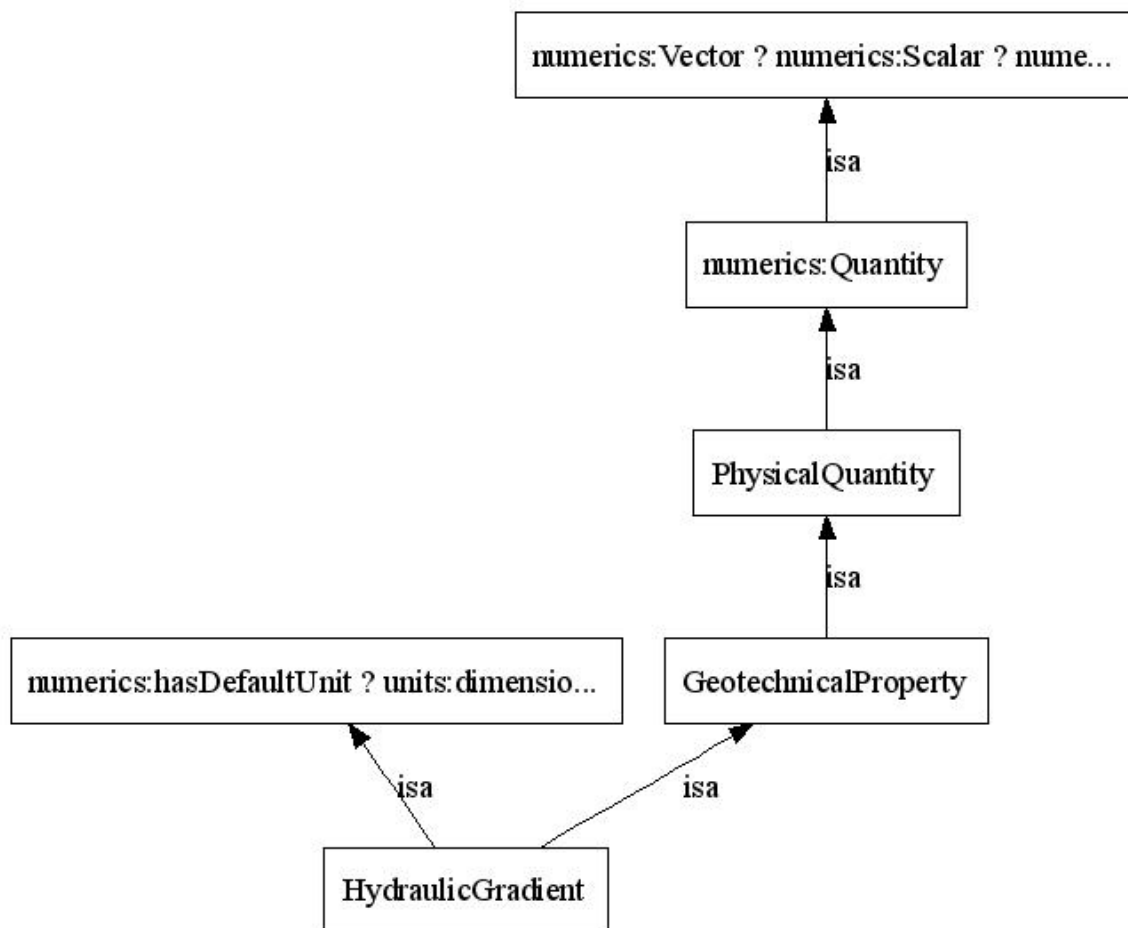 numerics:Vector ? numerics:Scalar ? nume...
isa
numerics:Quantity
isa
PhysicalQuantity
isa
numerics:hasDefaultUnit ? units:dimensio...
GeotechnicalProperty
isa
isa
HydraulicGradient